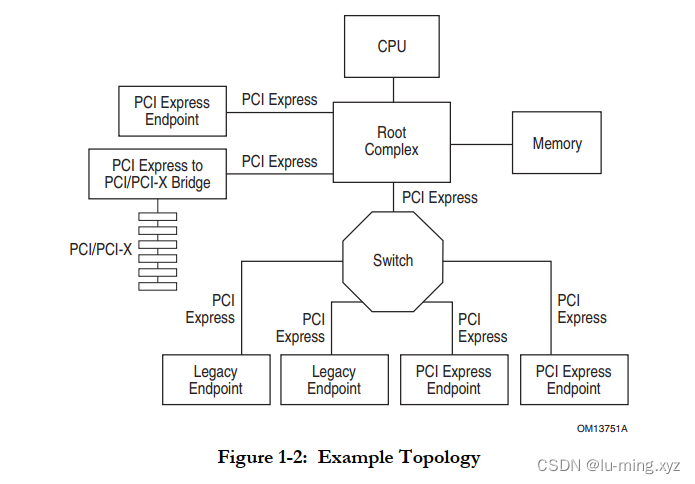 CPU
PCI Express
Endpoint
PCI Express
Root
Complex
Memory
PCI Express to
PCI/PCI-X Bridge
PCI Express
PCI Express
PCI/PCI-X
Switch
PCI
Express
PCI
Express
PCI
Express
PCI
Express
Legacy
Endpoint
Legacy
Endpoint
PCI Express
Endpoint
PCI Express
Endpoint
OM13751A
Figure 1-2: Example Topology
CSDN @lu-ming.xyz